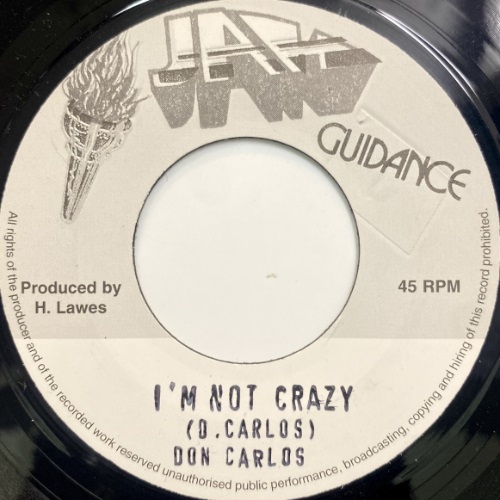 JAH
GUIDANCE
Produced by
H. Lawes
45 RPM
I'M NOT CRAZY
(D.CARLOS)
DON CARLOS
All rights of the producer and of the recorded work reserved unauthorised public performance, broadcasting, copying and hiring of this record prohibited.